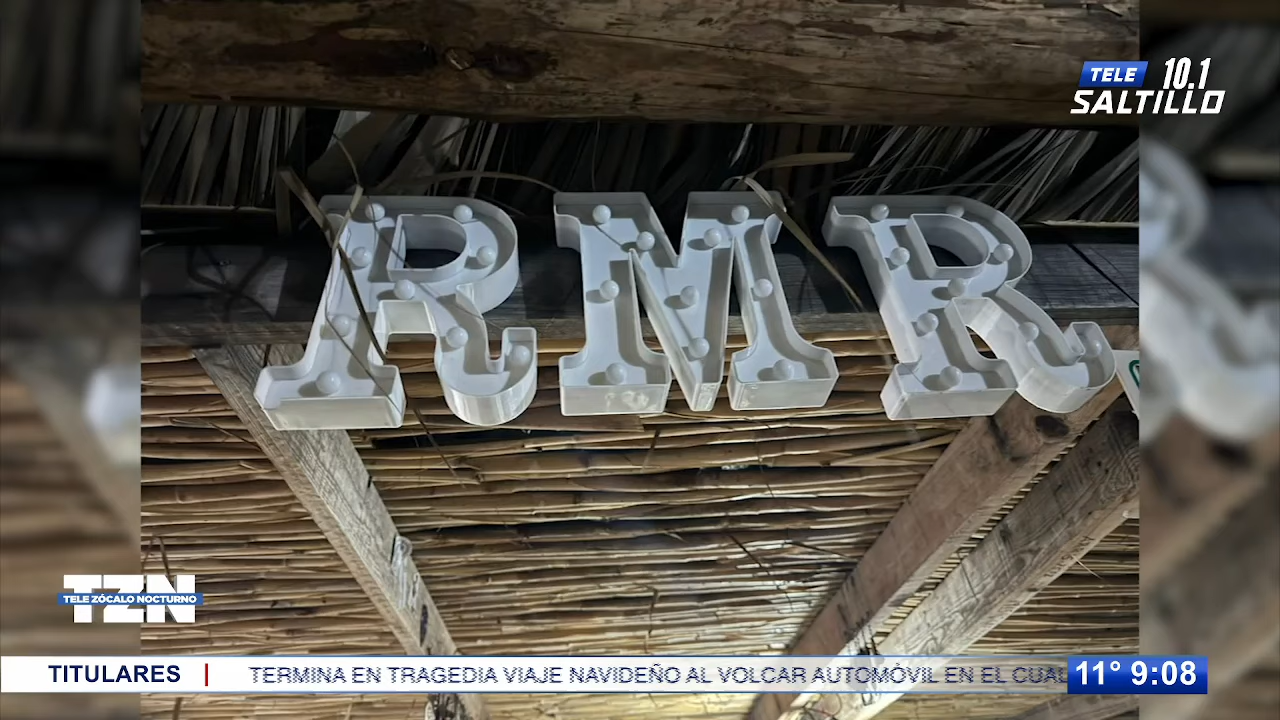 TELE 10.1
SALTILLO
RMR
TZN
TELE ZÓCALO NOCTURNO
TITULARES | TERMINA EN TRAGEDIA VIAJE NAVIDEÑO AL VOLCAR AUTOMÓVIL EN EL CUAL 11° 9:08